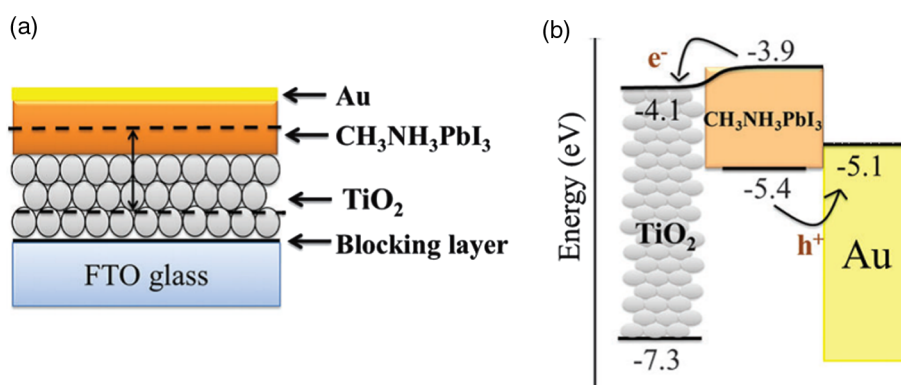 (a)
Au
CH₃NH₃PbI₃
TiO₂
Blocking layer
FTO glass
(b)
Energy (eV)
e⁻
-3.9
-4.1
CH₃NH₃PbI₃
-5.4
-5.1
TiO₂
h⁺
Au
-7.3